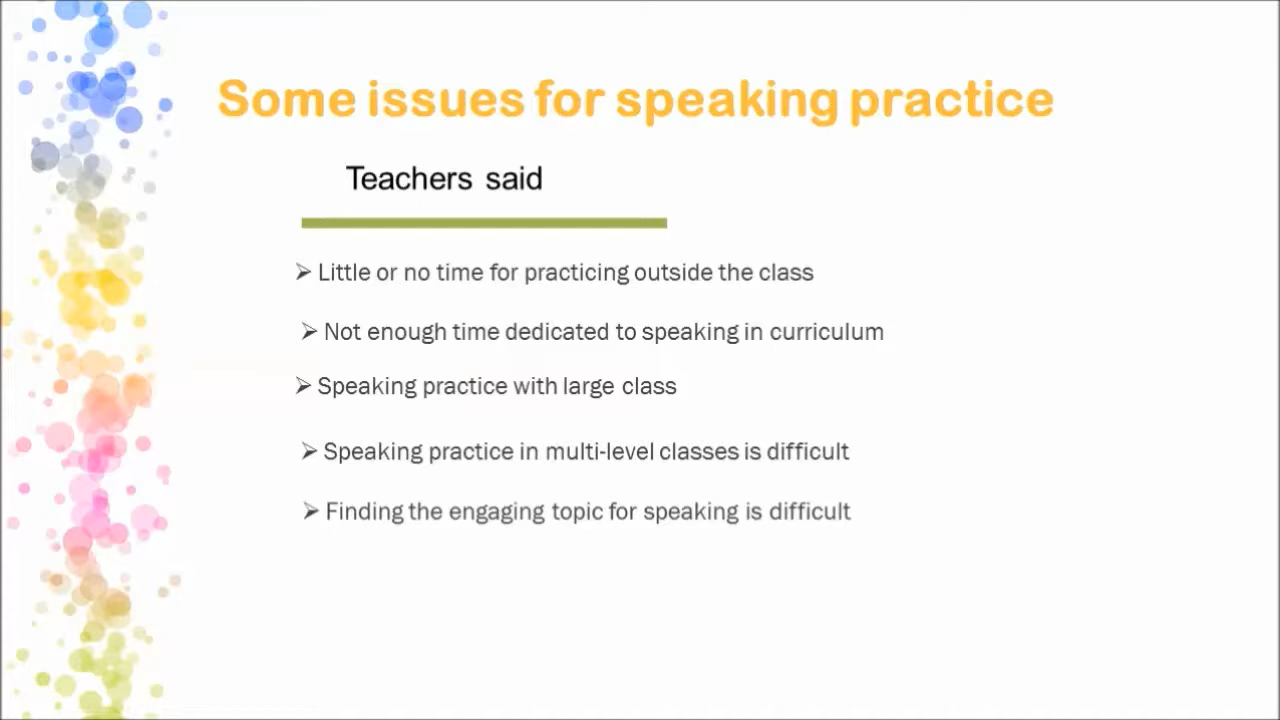 Some issues for speaking practice
Teachers said
➢ Little or no time for practicing outside the class
➢ Not enough time dedicated to speaking in curriculum
➢ Speaking practice with large class
➢ Speaking practice in multi-level classes is difficult
➢ Finding the engaging topic for speaking is difficult